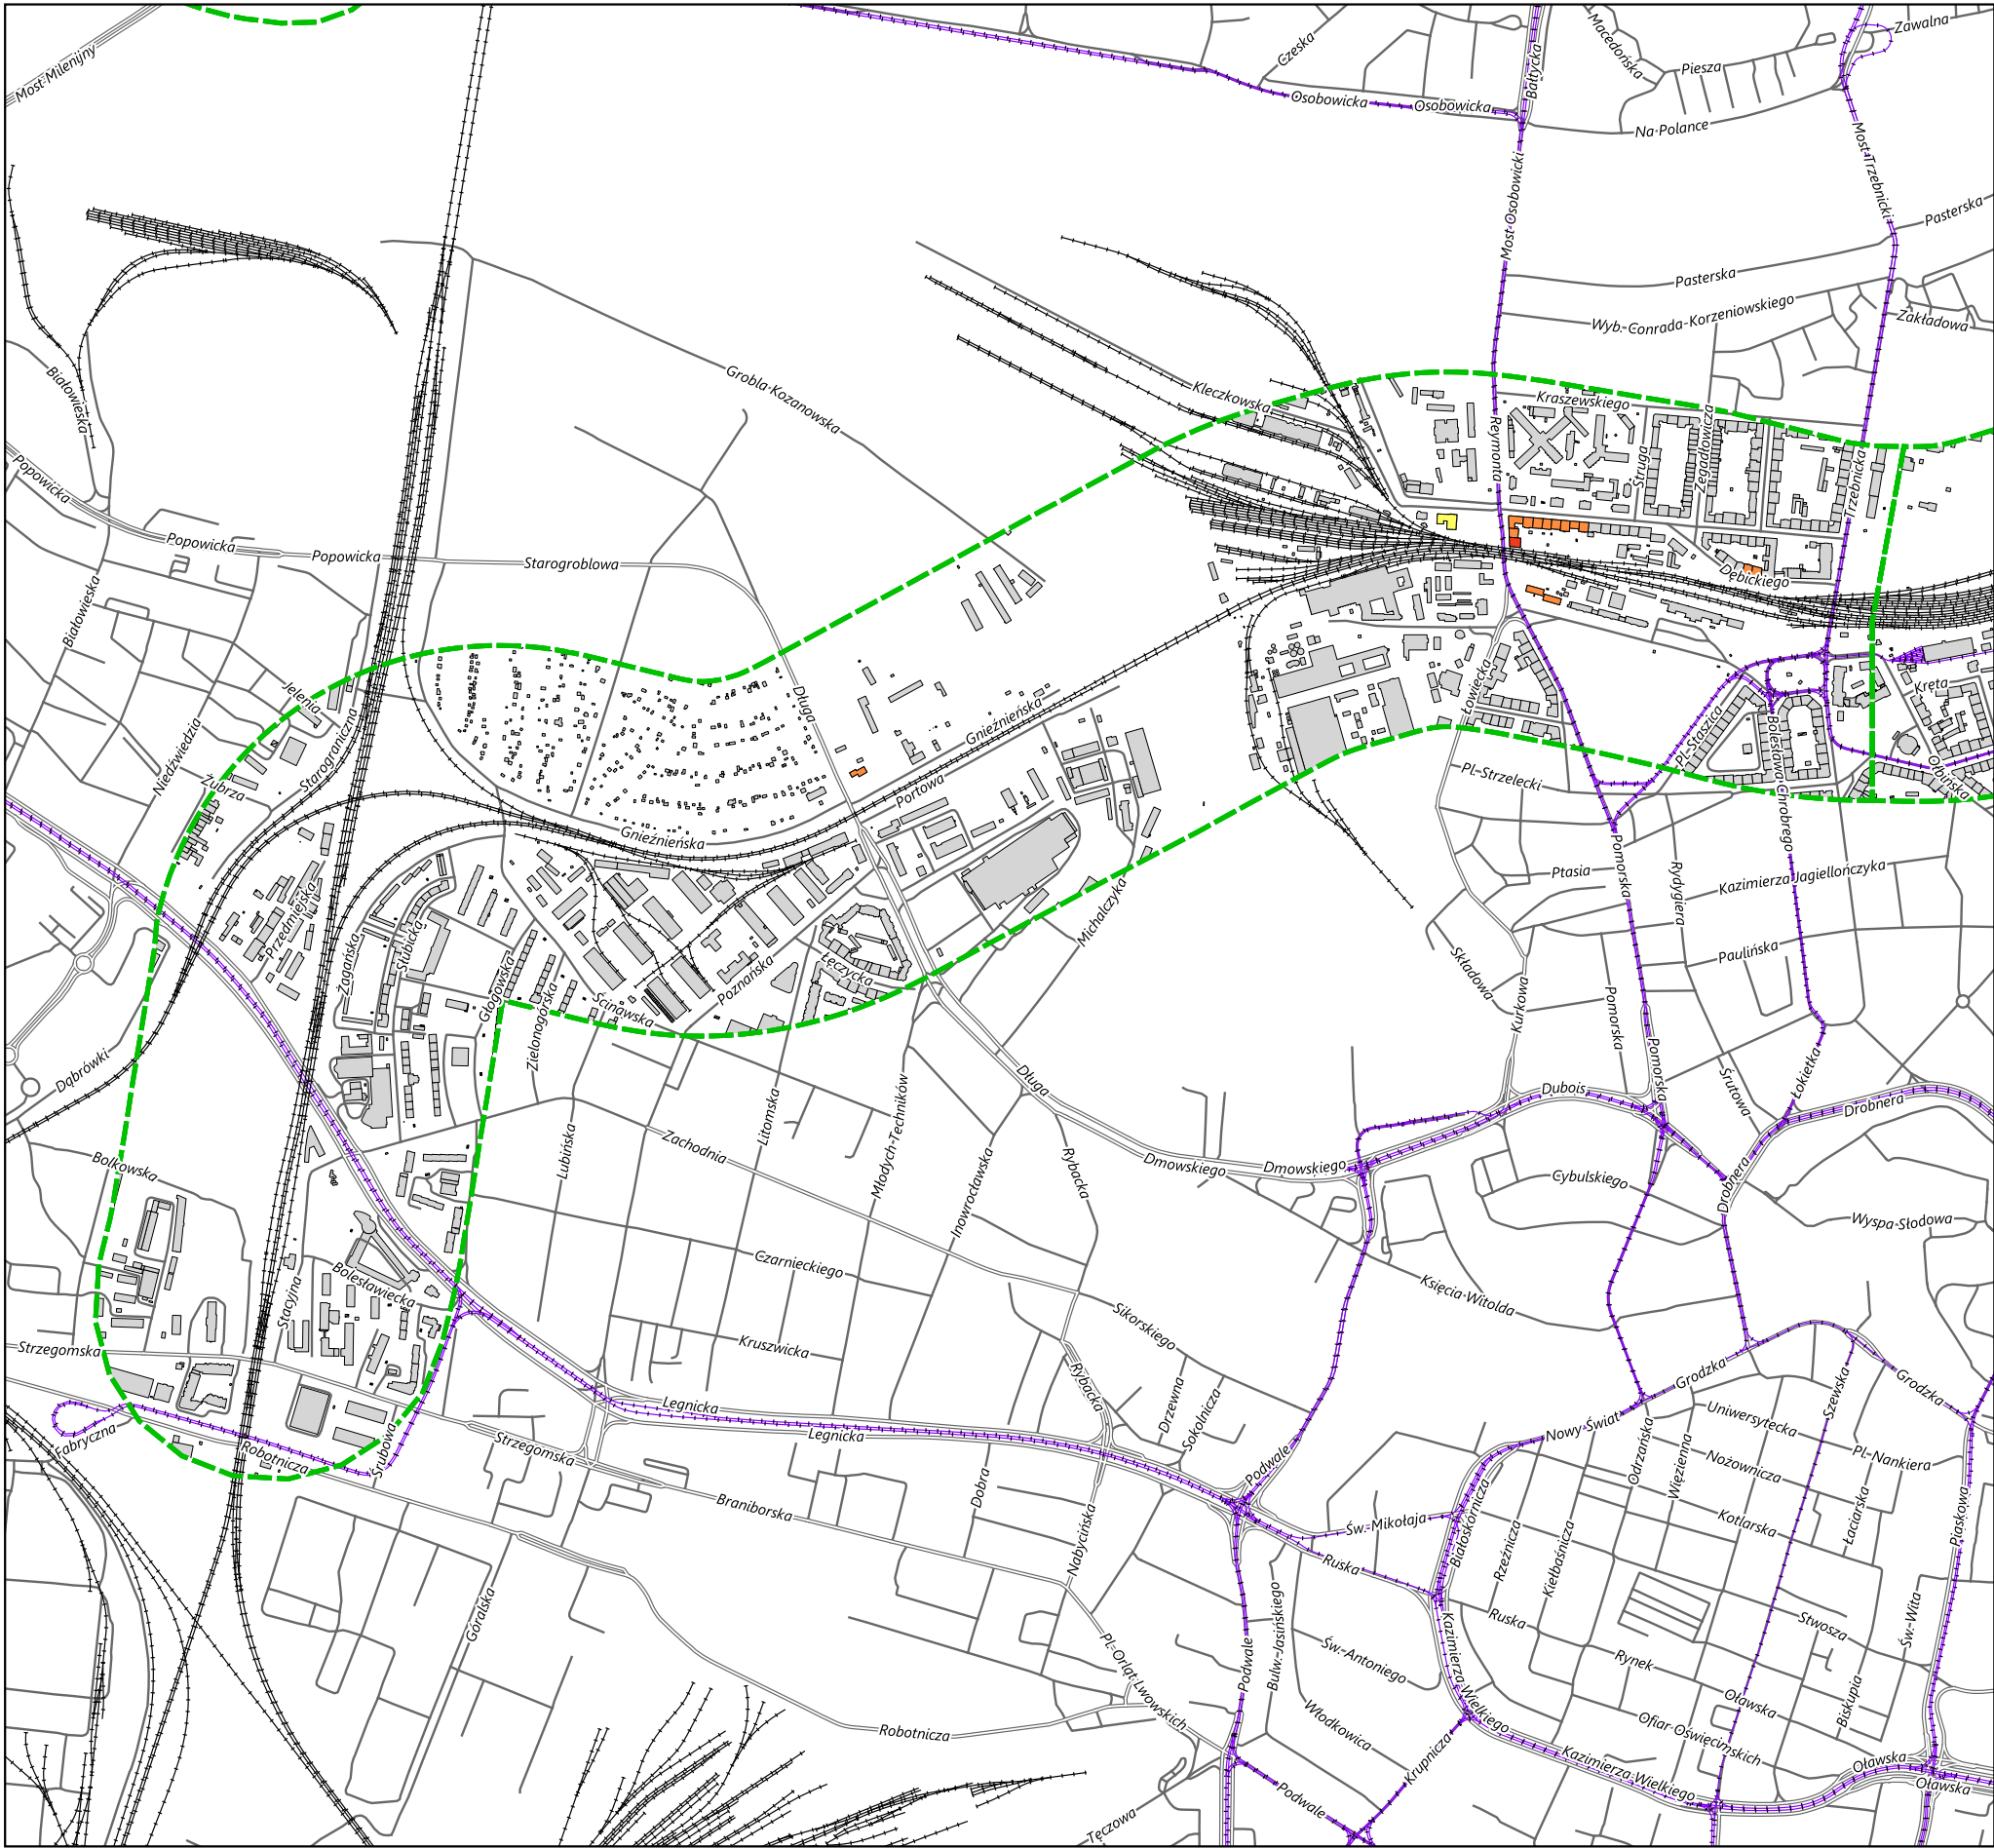 Most Milenijny
Czeska
Bałtycka
Macedońska
Piesza
Zawalna
Osobowicka
Osobowicka
Na Polance
Most Trzebnicki
Most Osobowicki
Pasterska
Pasterska
Wyb. Conrada-Korzeniowskiego
Zakładowa
Białowieska
Grobla Kozanowska
Kleczkowska
Kraszewskiego
Reymonta
Struga
Zegadłowicza
Trzebnicka
Popowicka
Popowicka
Popowicka
Starogroblowa
Dębickiego
Białowieska
Jelenia
Starograniczna
Niedźwiedzia
Żubrza
Długa
Gnieźnieńska
Portowa
Gnieźnieńska
Łowiecka
Kręta
Pl. Staszica
Bolesława Chrobrego
Ołbińska
Pl. Strzelecki
Ptasia
Pomorska
Rydygiera
Kazimierza Jagiellończyka
Paulińska
Przedmiejska
Żagańska
Słubicka
Głogowska
Zielonogórska
Ścinawska
Poznańska
Łęczycka
Michalczyka
Składowa
Kurkowa
Pomorska
Pomorska
Śrutowa
Łokietka
Drobnera
Dąbrówki
Długa
Dubois
Bolkowska
Lubińska
Zachodnia
Litomska
Młodych Techników
Inowrocławska
Rybacka
Dmowskiego
Dmowskiego
Cybulskiego
Drobnera
Wyspa Słodowa
Czarnieckiego
Księcia Witolda
Bolesławiecka
Stacyjna
Strzegomska
Kruszwicka
Sikorskiego
Rybacka
Drzewna
Sokolnicza
Grodzka
Grodzka
Szewska
Legnicka
Legnicka
Fabryczna
Robotnicza
Śrubowa
Strzegomska
Braniborska
Dobra
Nabycińska
Podwale
Nowy Świat
Odrzańska
Więzienna
Uniwersytecka
Nożownicza
Pl. Nankiera
Kotlarska
Łaciarska
Piaskowa
Św. Mikołaja
Białoskórnicza
Rzeźnicza
Kiełbaśnicza
Ruska
Ruska
Góralska
Bulw. Jasińskiego
Podwale
Św. Antoniego
Kazimierza Wielkiego
Rynek
Stwosza
Św. Wita
Pl. Orląt Lwowskich
Włodkowica
Oławska
Ofiar Oświęcimskich
Biskupia
Robotnicza
Krupnicza
Kazimierza Wielkiego
Oławska
Oławska
Podwale
Tęczowa